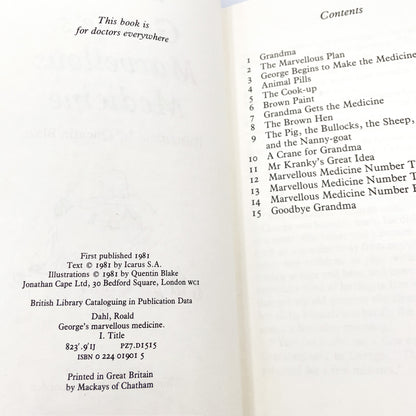 This book is
for doctors everywhere
First published 1981
Text © 1981 by Icarus S.A.
Illustrations © 1981 by Quentin Blake
Jonathan Cape Ltd, 30 Bedford Square, London WC1
British Library Cataloguing in Publication Data
Dahl, Roald
George's marvellous medicine.
I. Title
823'.9'1J PZ7.D1515
ISBN 0 224 01901 5
Printed in Great Britain
by Mackays of Chatham
Contents
1 Grandma
2 The Marvellous Plan
3 George Begins to Make the Medicine
4 Animal Pills
5 The Cook-up
6 Brown Paint
7 Grandma Gets the Medicine
8 The Brown Hen
9 The Pig, the Bullocks, the Sheep,
and the Nanny-goat
10 A Crane for Grandma
11 Mr Kranky's Great Idea
12 Marvellous Medicine Number T
13 Marvellous Medicine Number T
14 Marvellous Medicine Number F
15 Goodbye Grandma